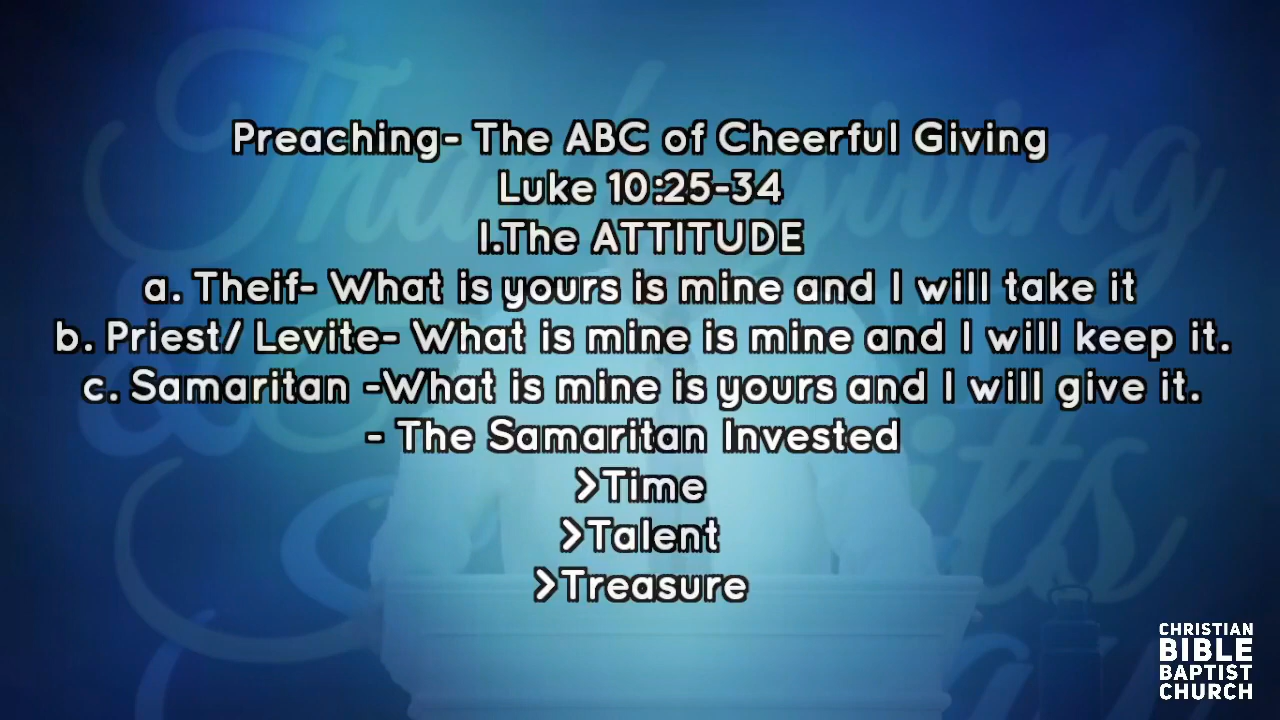 Preaching- The ABC of Cheerful Giving
Luke 10:25-34
I.The ATTITUDE
a. Theif- What is yours is mine and I will take it
b. Priest/ Levite- What is mine is mine and I will keep it.
c. Samaritan -What is mine is yours and I will give it.
- The Samaritan Invested
>Time
>Talent
>Treasure
Thanksgiving
&
CHRISTIAN
BIBLE
BAPTIST
CHURCH